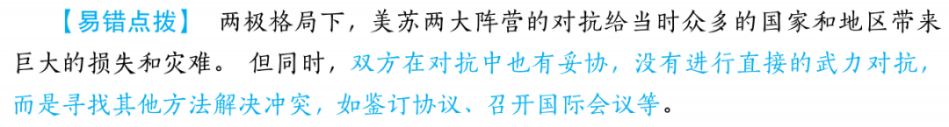 【易错点拨】 两极格局下，美苏两大阵营的对抗给当时众多的国家和地区带来
巨大的损失和灾难。 但同时，双方在对抗中也有妥协，没有进行直接的武力对抗，
而是寻找其他方法解决冲突，如鉴订协议、召开国际会议等。